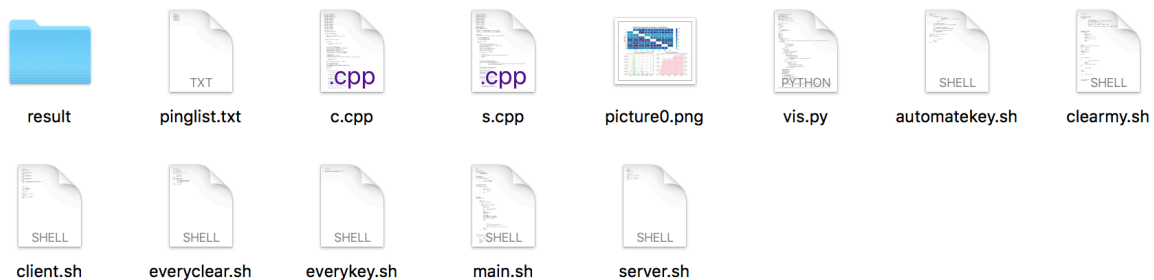 TXT
.cpp
.cpp
PYTHON
SHELL
SHELL
result
pinglist.txt
c.cpp
s.cpp
picture0.png
vis.py
automatekey.sh
clearmy.sh
SHELL
SHELL
SHELL
SHELL
SHELL
client.sh
everyclear.sh
everykey.sh
main.sh
server.sh